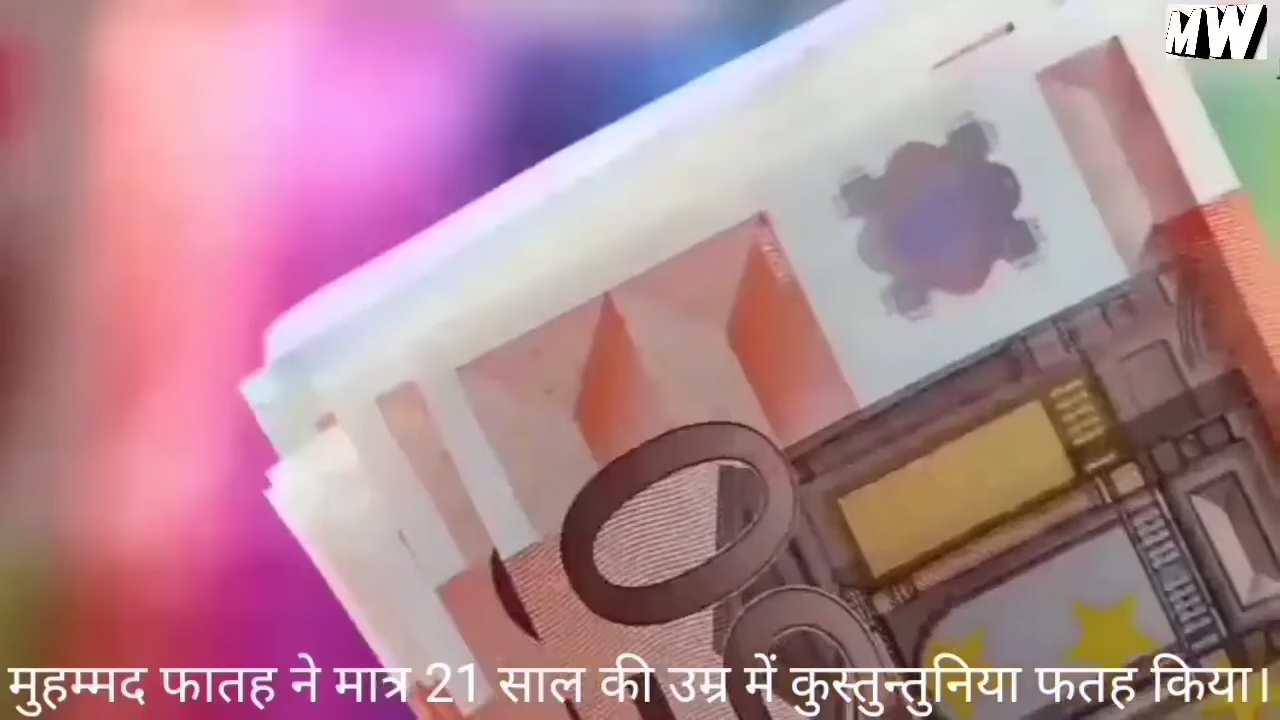 MW
मुहम्मद फातह ने मात्र 21 साल की उम्र में कुस्तुन्तुनिया फतह किया।